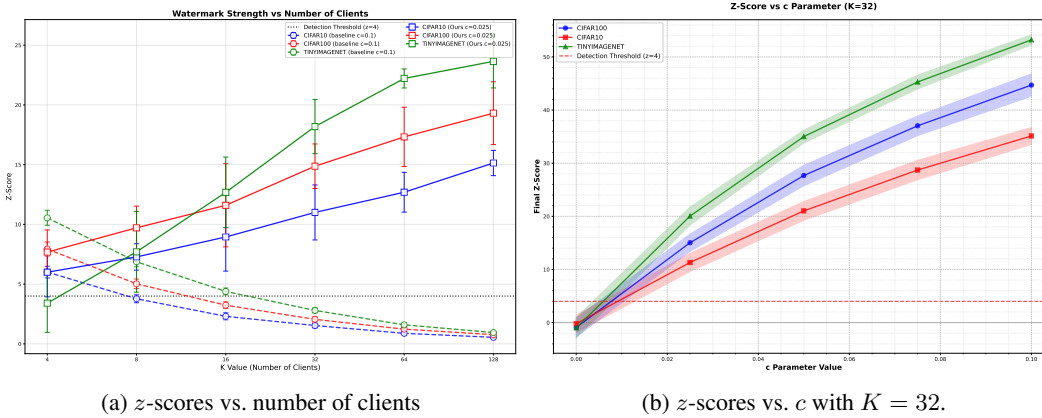 Watermark Strength vs Number of Clients
Detection Threshold (z=4)
CIFAR10 (baseline c=0.1)
CIFAR100 (baseline c=0.1)
TINYIMAGENET (baseline c=0.1)
CIFAR10 (Ours c=0.025)
CIFAR100 (Ours c=0.025)
TINYIMAGENET (Ours c=0.025)
Z-Score
25
20
15
10
5
0
4
8
16
32
64
128
K Value (Number of Clients)
(a) z-scores vs. number of clients
Z-Score vs c Parameter (K=32)
CIFAR100
CIFAR10
TINYIMAGENET
Detection Threshold (z=4)
Final Z-Score
50
40
30
20
10
0
0.00
0.02
0.04
0.06
0.08
0.10
c Parameter Value
(b) z-scores vs. c with K = 32.